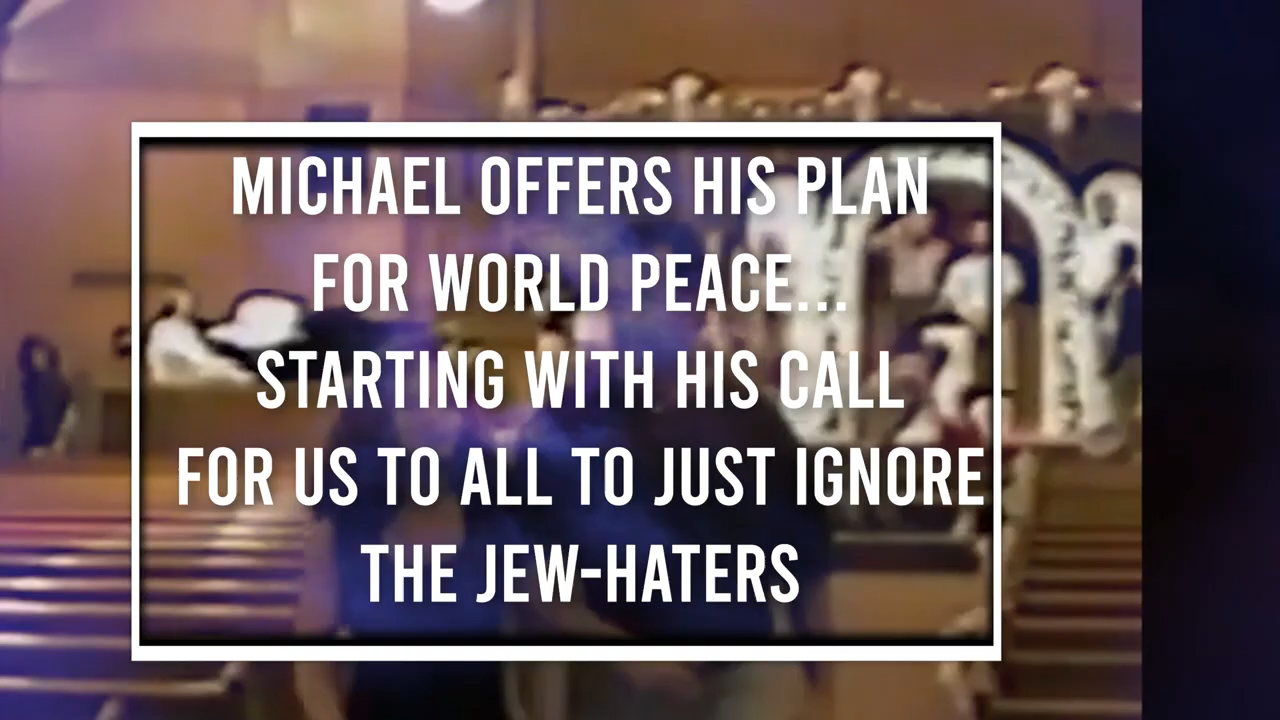 MICHAEL OFFERS HIS PLAN
FOR WORLD PEACE...
STARTING WITH HIS CALL
FOR US TO ALL TO JUST IGNORE
THE JEW-HATERS